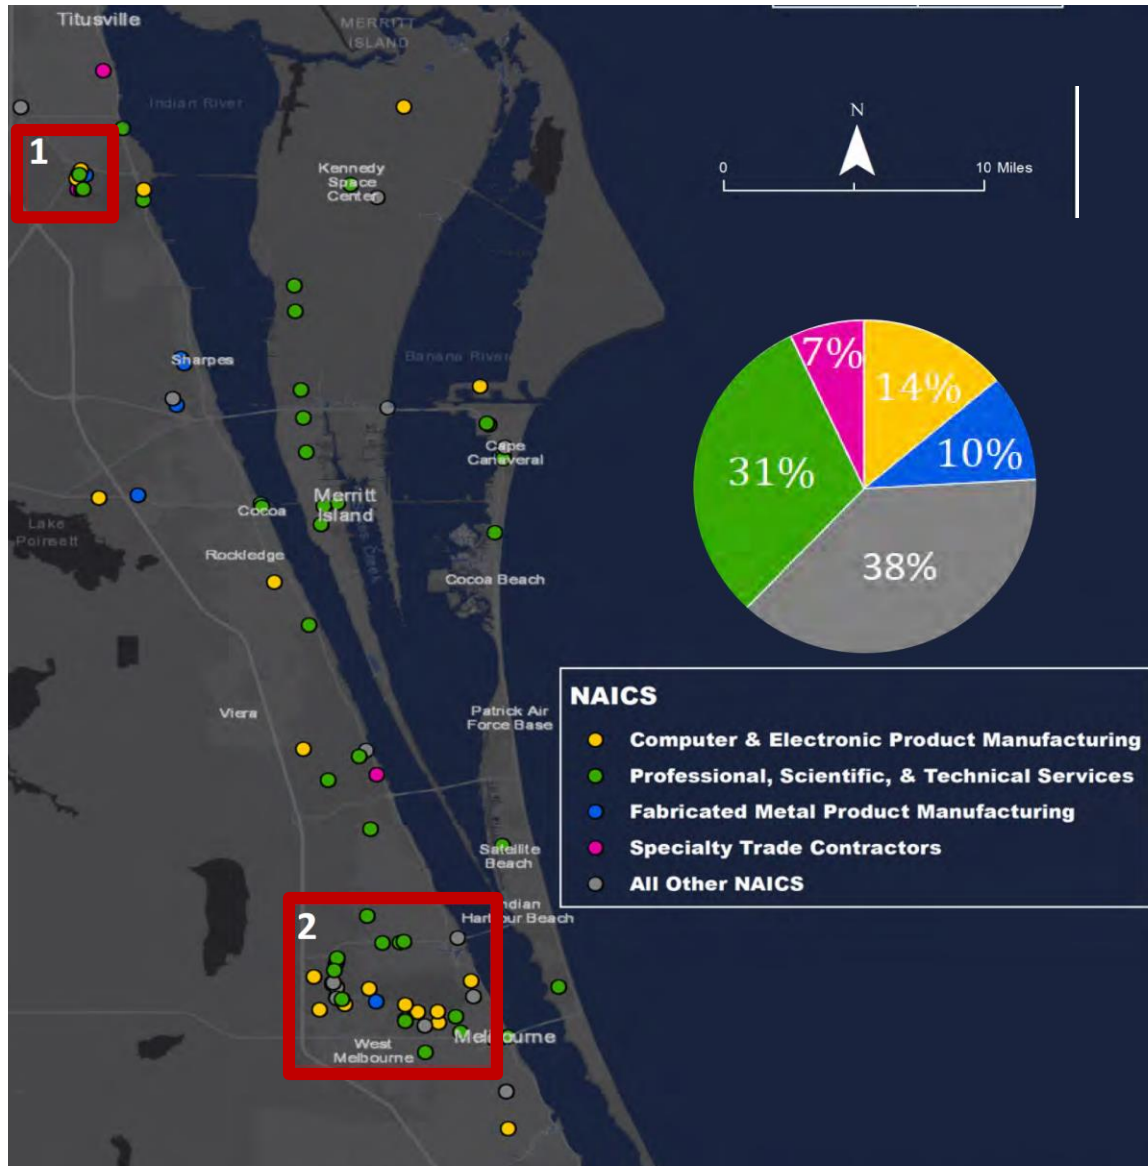 Titusville
MERRITT
ISLAND
Indian River
N
1
Kennedy
Space
Center
0
10 Miles
Sharpes
Banana River
7%
14%
10%
31%
38%
Cape
Canaveral
Merritt
Island
Cocoa
Lake
Poinsett
Rockledge
Cocoa Beach
Viera
Patrick Air
Force Base
NAICS
Computer & Electronic Product Manufacturing
Professional, Scientific, & Technical Services
Fabricated Metal Product Manufacturing
Specialty Trade Contractors
All Other NAICS
Satellite
Beach
Indian
Harbour Beach
2
West
Melbourne
Melbourne